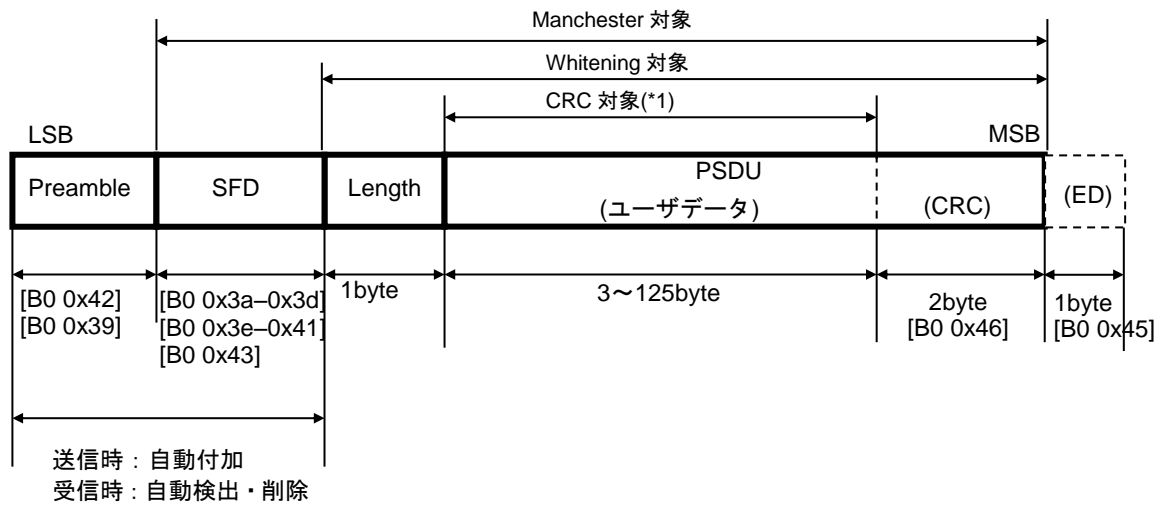 Manchester 対象
Whitening 対象
CRC 対象(*1)
LSB
MSB
Preamble
SFD
Length
PSDU
(ユーザデータ)
(CRC)
(ED)
[B0 0x42]
[B0 0x39]
[B0 0x3a–0x3d]
[B0 0x3e–0x41]
[B0 0x43]
1byte
3～125byte
2byte
[B0 0x46]
1byte
[B0 0x45]
送信時：自動付加
受信時：自動検出・削除